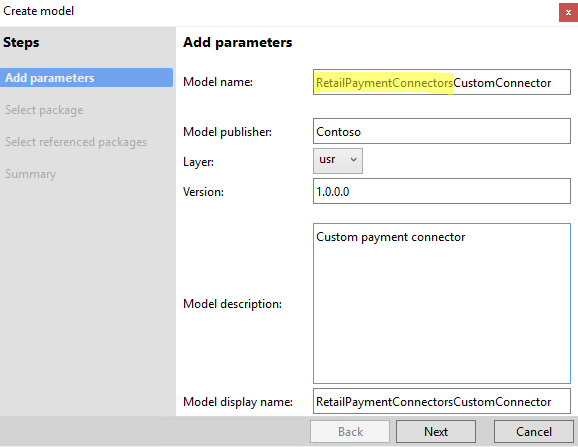 Create model
x
Steps
Add parameters
Select package
Select referenced packages
Summary
Add parameters
Model name:
RetailPaymentConnectorsCustomConnector
Model publisher:
Contoso
Layer:
usr
Version:
1.0.0.0
Model description:
Custom payment connector
Model display name:
RetailPaymentConnectorsCustomConnector
Back
Next
Cancel